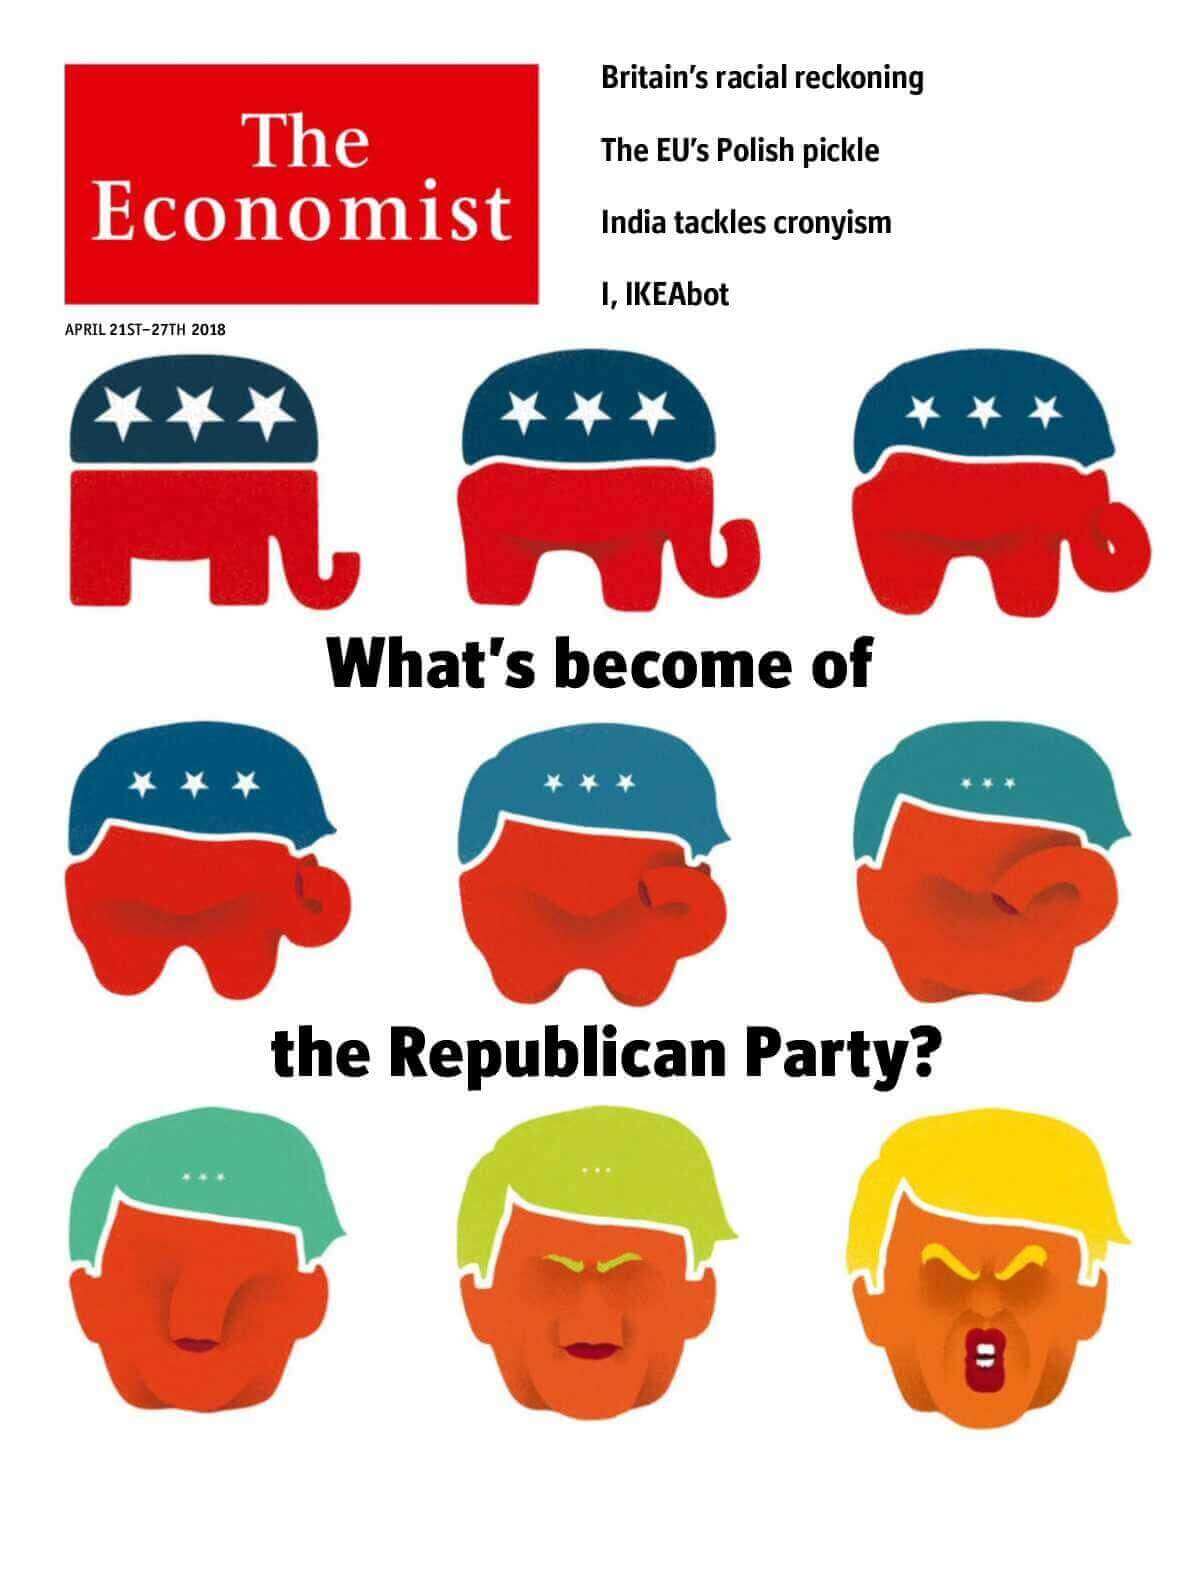 The
Economist
APRIL 21ST–27TH 2018
Britain's racial reckoning
The EU's Polish pickle
India tackles cronyism
I, IKEAbot
What's become of
the Republican Party?